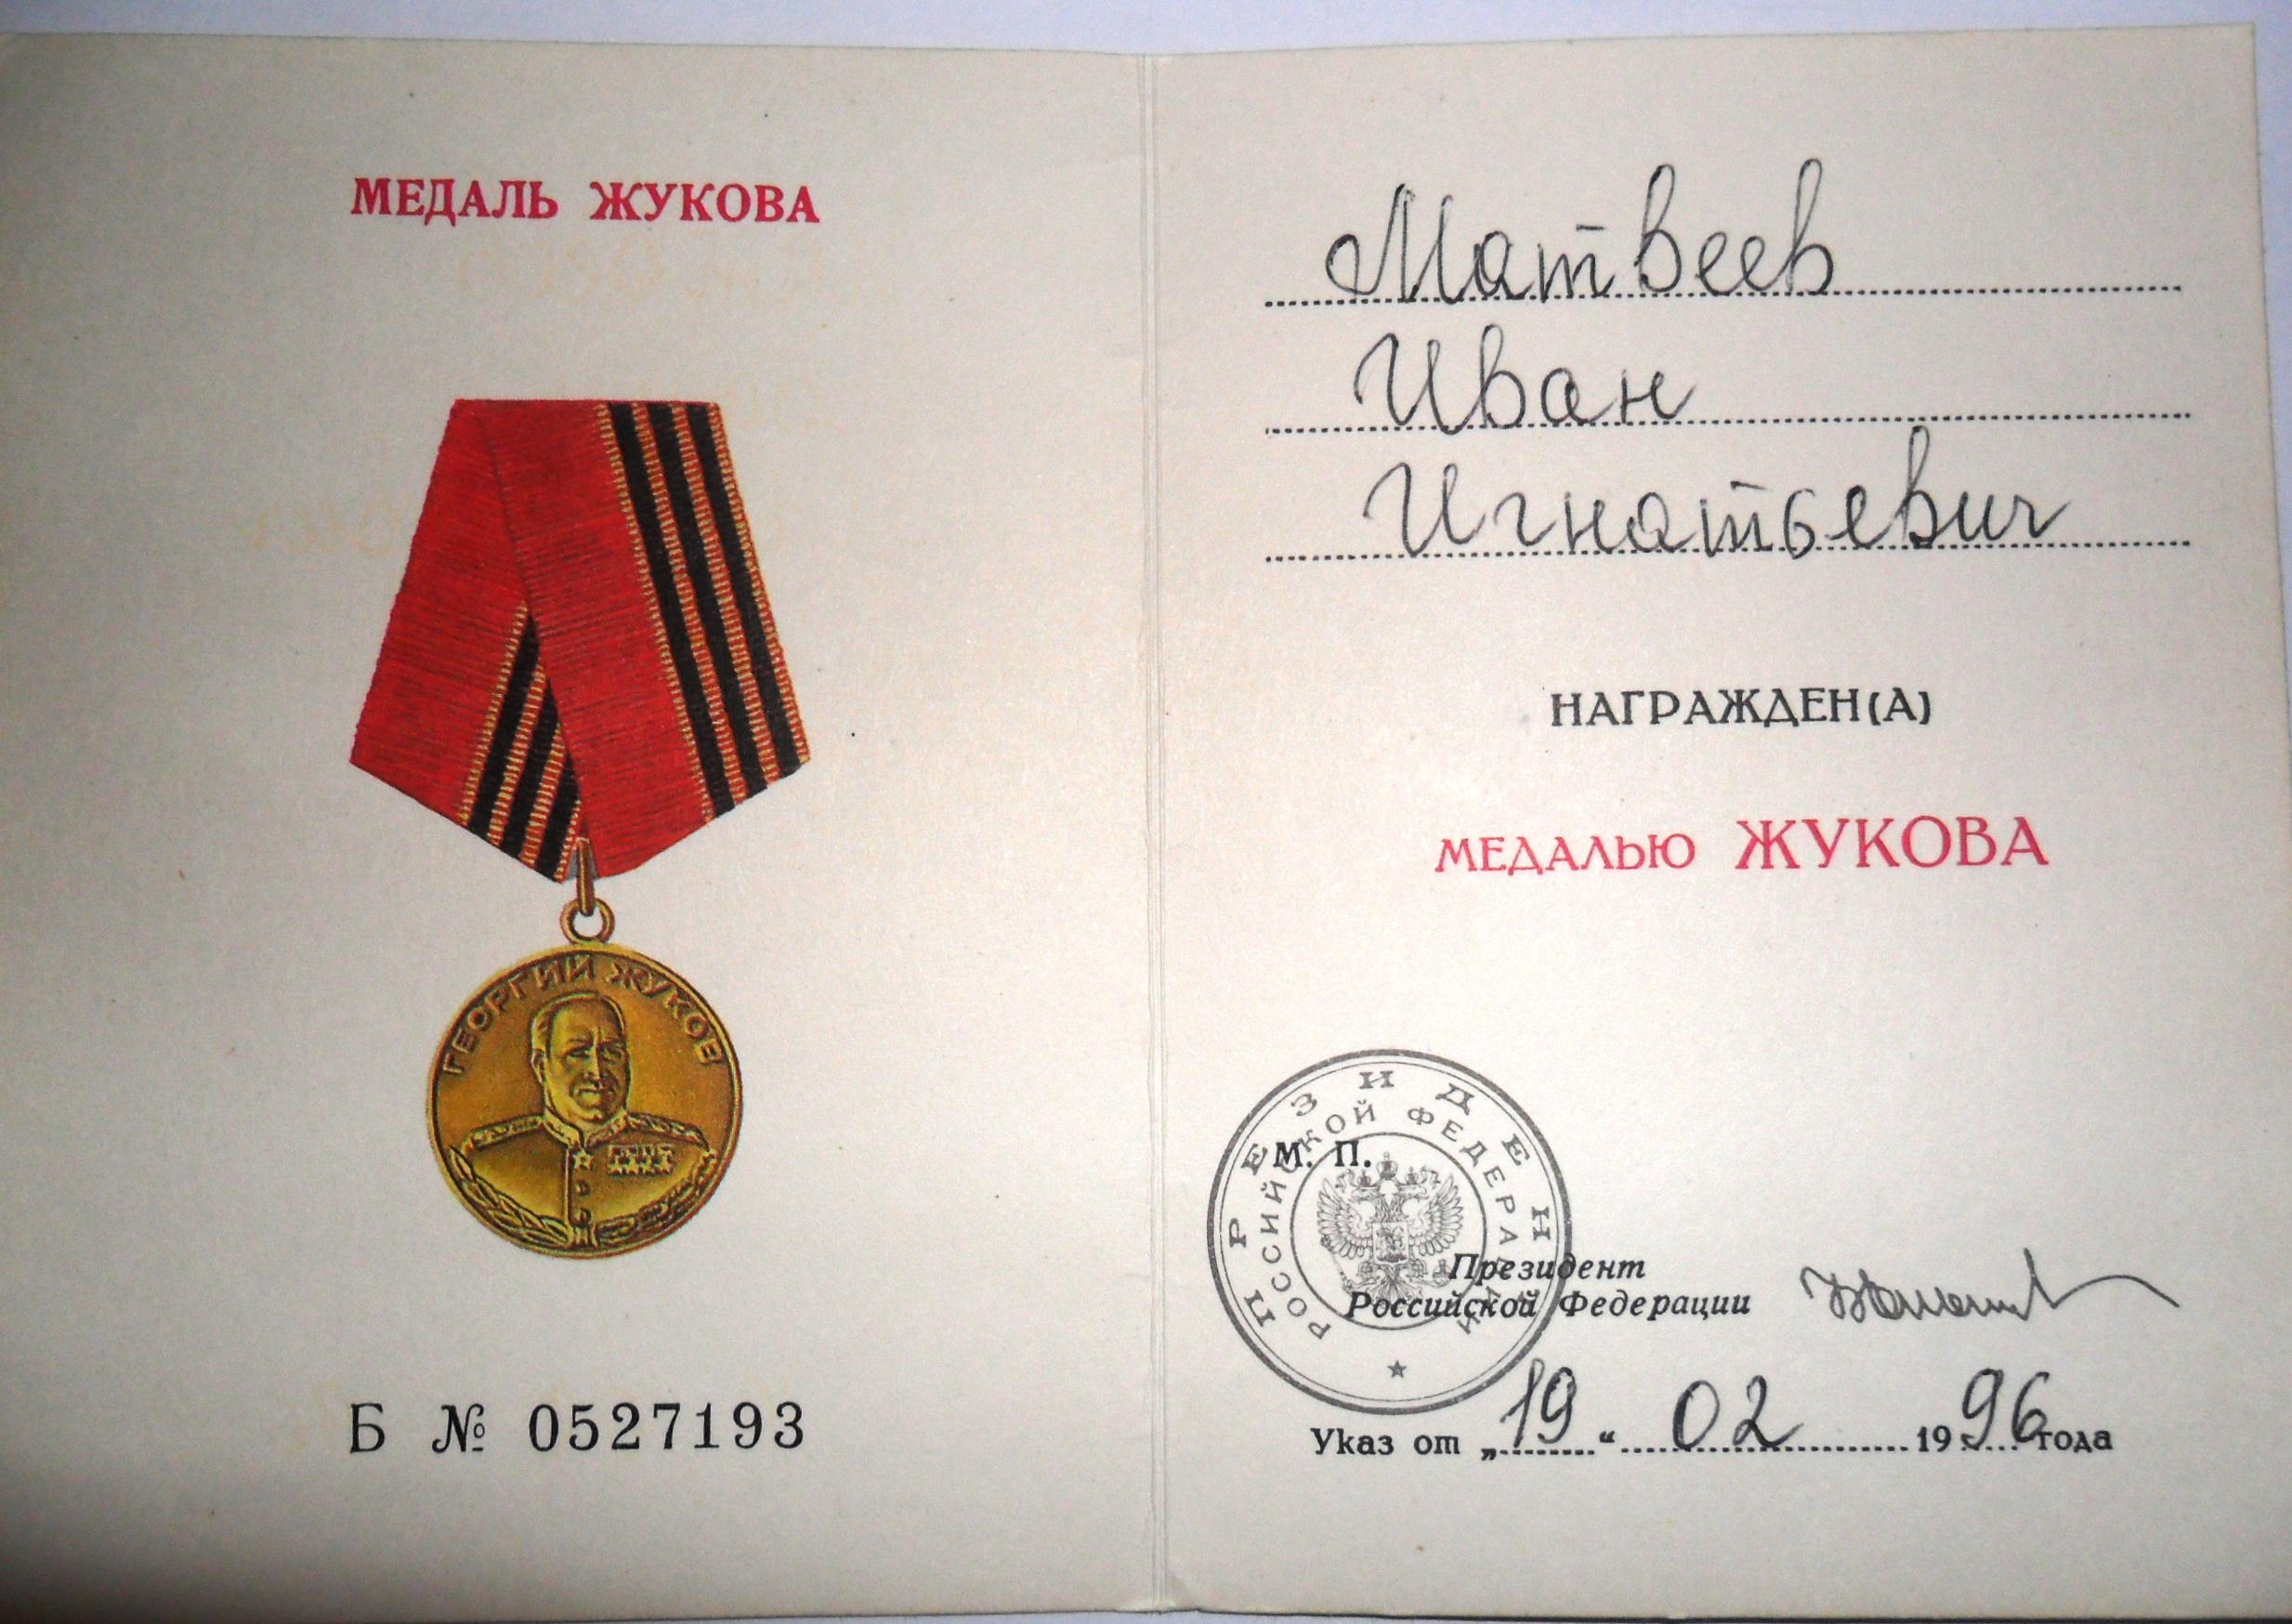 МЕДАЛЬ ЖУКОВА
ГЕОРГИЙ ЖУКОВ
Б № 0527193
Матвеев
Иван
Игнатьевич
НАГРАЖДЕН(А)
МЕДАЛЬЮ ЖУКОВА
ПРЕЗИДЕНТ
РОССИЙСКОЙ ФЕДЕРАЦИИ
М. П.
Президент
Российской Федерации
Указ от „19“ 02 1996 года